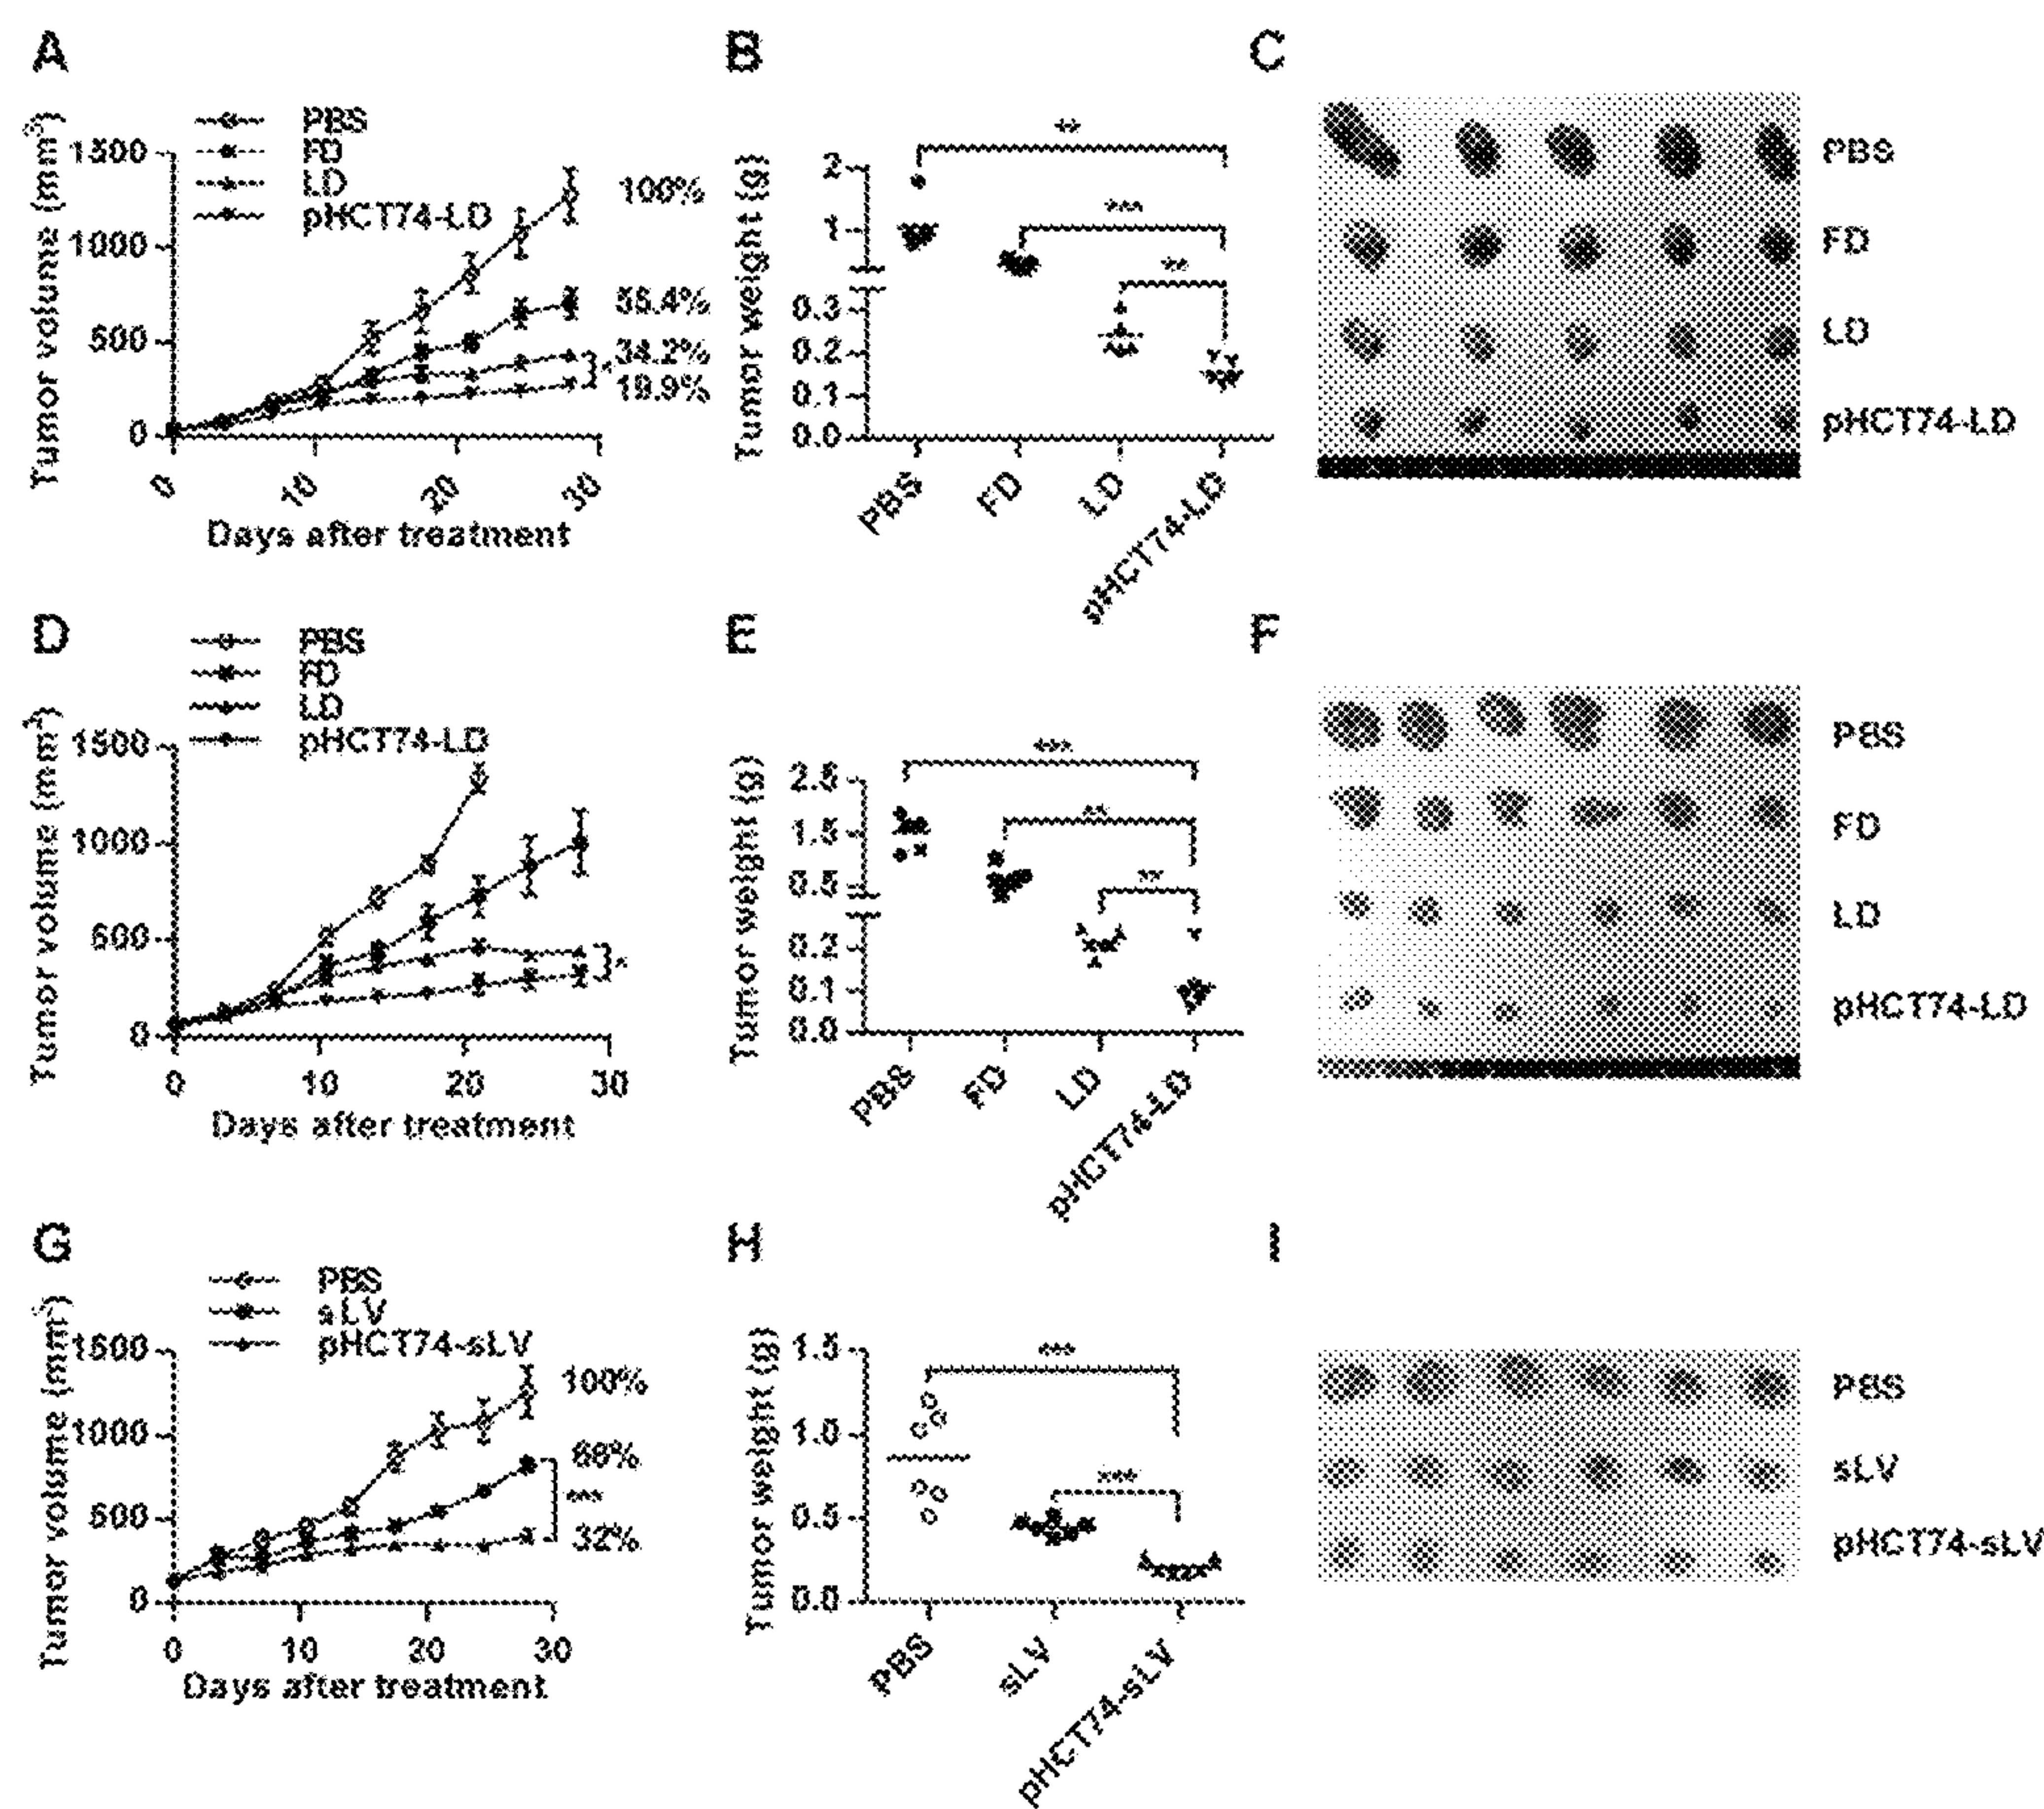 A
B
C
PBS
FD
LD
pHCT74-LD
Tumor volume (mm3)
1500
1000
500
0
0
10
20
30
Days after treatment
100%
55.4%
34.2%
19.9%
*
Tumor weight (g)
2
1
0.3
0.2
0.1
0.0
**
***
**
PBS
FD
LD
pHCT74-LD
PBS
FD
LD
pHCT74-LD
D
E
F
PBS
FD
LD
pHCT74-LD
Tumor volume (mm3)
1500
1000
500
0
0
10
20
30
Days after treatment
*
Tumor weight (g)
2.5
1.5
0.5
0.2
0.1
0.0
***
**
**
PBS
FD
LD
pHCT74-LD
PBS
FD
LD
pHCT74-LD
G
H
I
PBS
sLV
pHCT74-sLV
Tumor volume (mm3)
1500
1000
500
0
0
10
20
30
Days after treatment
100%
***
32%
Tumor weight (g)
1.5
1.0
0.5
0.0
***
***
PBS
sLV
pHCT74-sLV
PBS
sLV
pHCT74-sLV